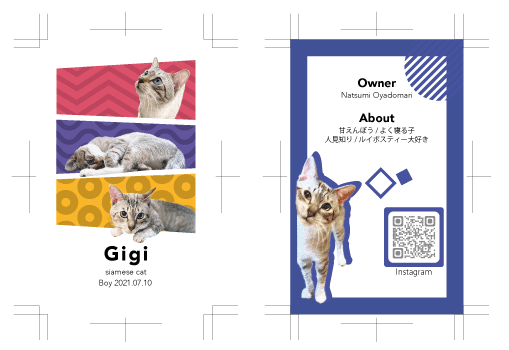 Gigi
siamese cat
Boy 2021.07.10
Owner
Natsumi Oyadomari
About
甘えんぼう / よく寝る子
人見知り / ルイボスティー大好き
Instagram